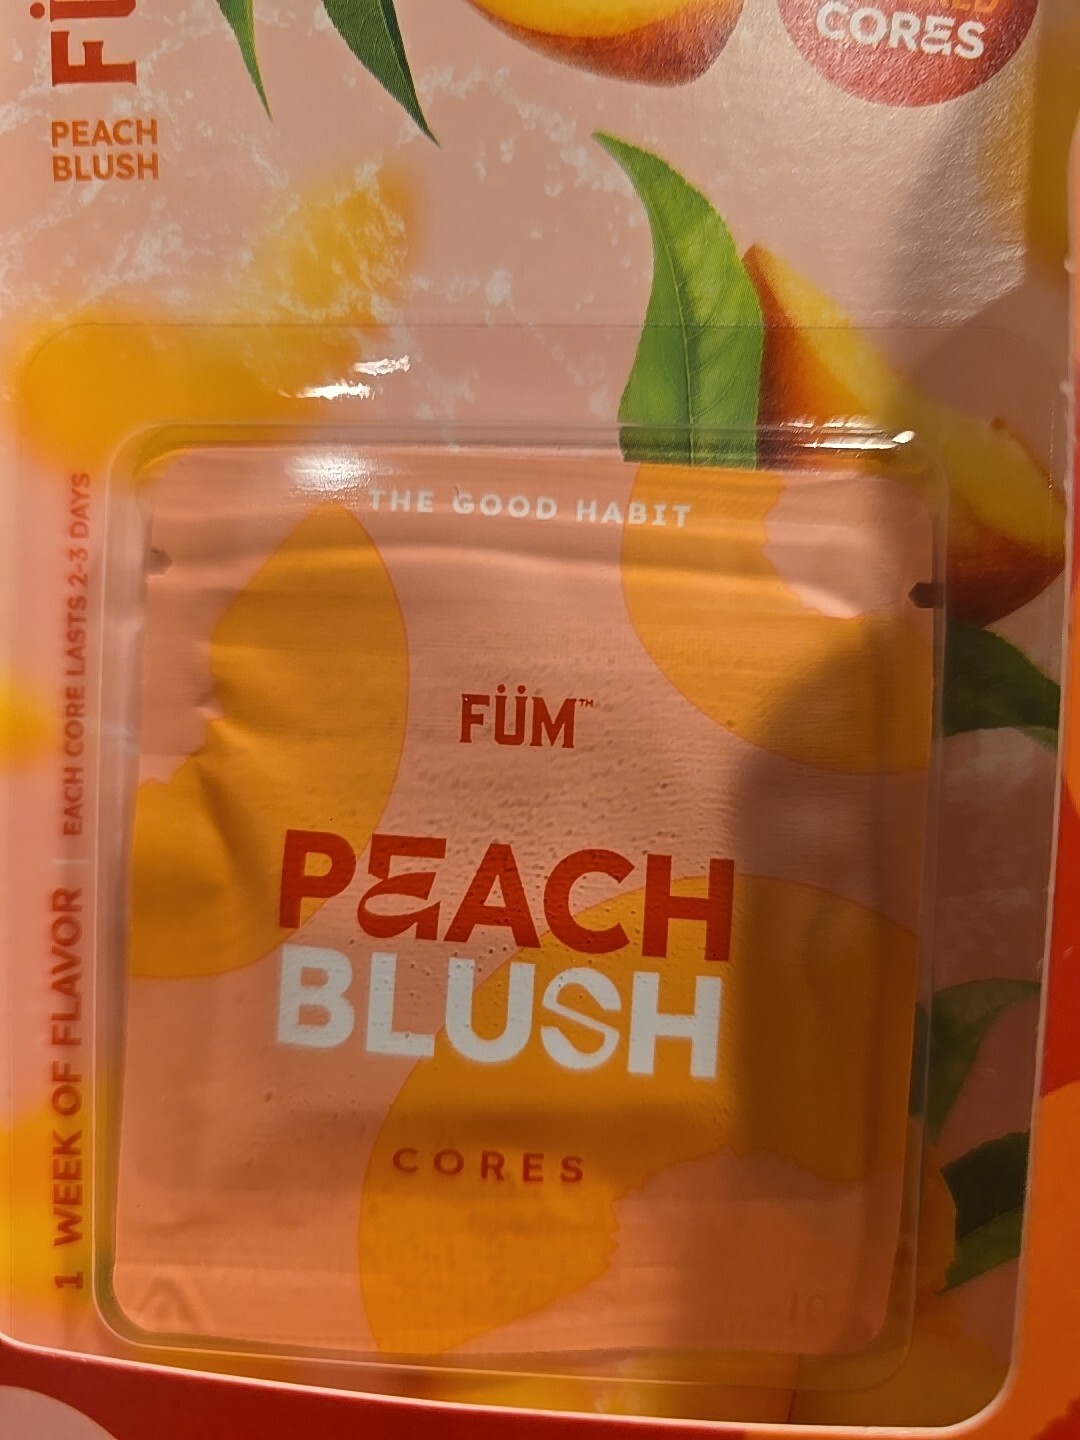 FÜ
PEACH
BLUSH
CORES
THE GOOD HABIT
FÜM™
PEACH
BLUSH
CORES
1 WEEK OF FLAVOR | EACH CORE LASTS 2-3 DAYS